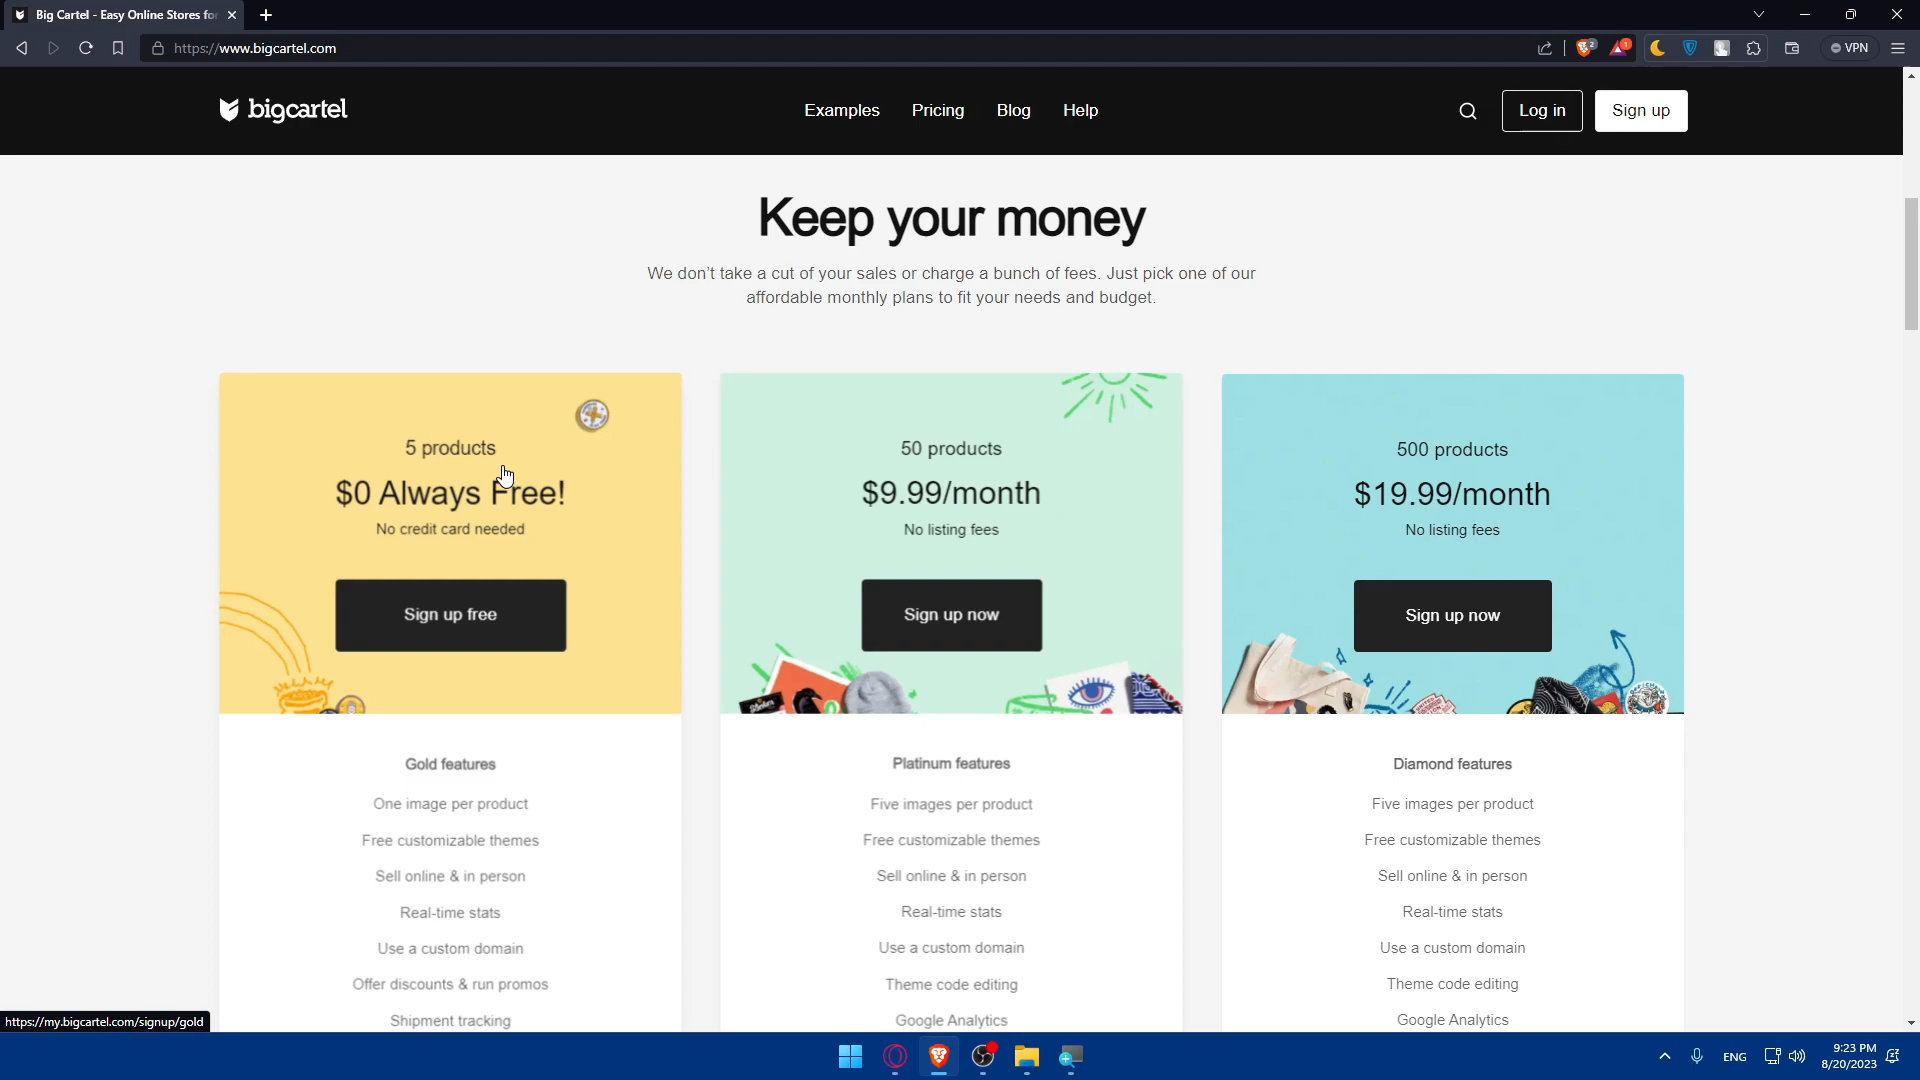 Big Cartel - Easy Online Stores for
https://www.bigcartel.com
2
1
VPN
bigcartel
Examples
Pricing
Blog
Help
Log in
Sign up
Keep your money
We don't take a cut of your sales or charge a bunch of fees. Just pick one of our
affordable monthly plans to fit your needs and budget.
5 products
$0 Always Free!
No credit card needed
Sign up free
50 products
$9.99/month
No listing fees
Sign up now
500 products
$19.99/month
No listing fees
Sign up now
Gold features
One image per product
Free customizable themes
Sell online & in person
Real-time stats
Use a custom domain
Offer discounts & run promos
Shipment tracking
Platinum features
Five images per product
Free customizable themes
Sell online & in person
Real-time stats
Use a custom domain
Theme code editing
Google Analytics
Diamond features
Five images per product
Free customizable themes
Sell online & in person
Real-time stats
Use a custom domain
Theme code editing
Google Analytics
https://my.bigcartel.com/signup/gold
ENG
9:23 PM
8/20/2023